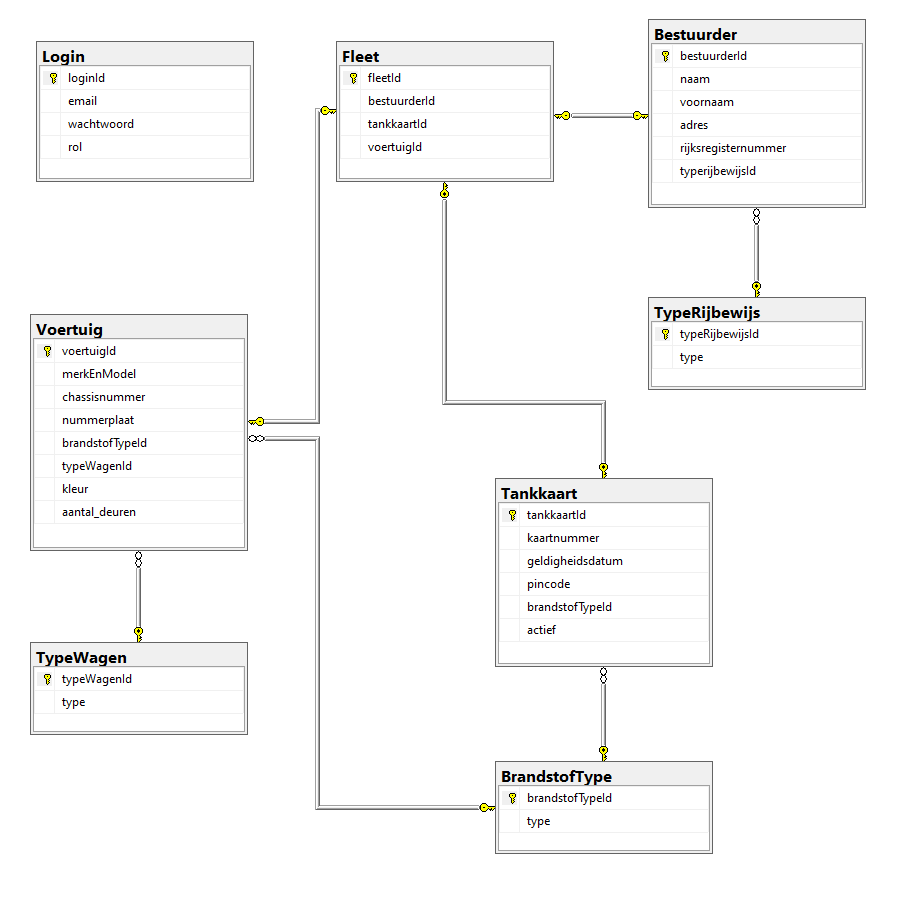 Login
loginId
email
wachtwoord
rol
Fleet
fleetId
bestuurderId
tankkaartId
voertuigId
Bestuurder
bestuurderId
naam
voornaam
adres
rijksregisternummer
typerijbewijsId
TypeRijbewijs
typeRijbewijsId
type
Voertuig
voertuigId
merkEnModel
chassisnummer
nummerplaat
brandstofTypeId
typeWagenId
kleur
aantal_deuren
Tankkaart
tankkaartId
kaartnummer
geldigheidsdatum
pincode
brandstofTypeId
actief
TypeWagen
typeWagenId
type
BrandstofType
brandstofTypeId
type